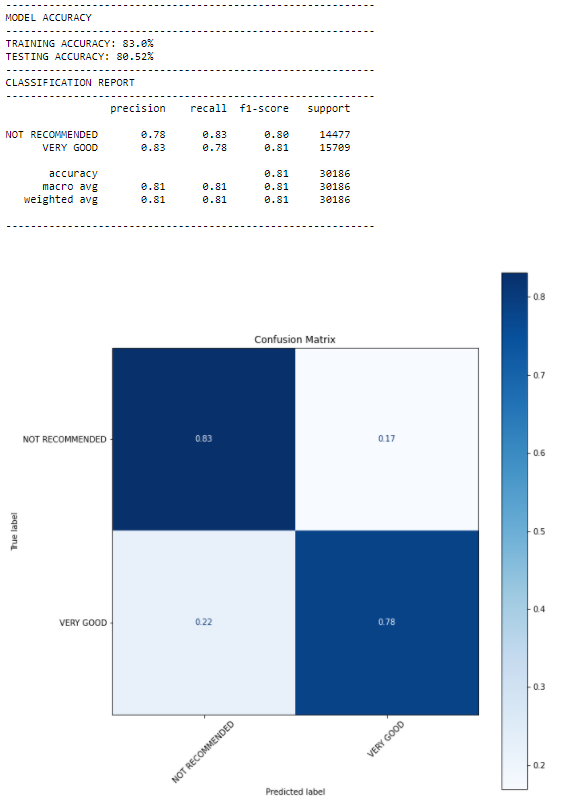 ------------------------------------------------------------
MODEL ACCURACY
------------------------------------------------------------
TRAINING ACCURACY: 83.0%
TESTING ACCURACY: 80.52%
------------------------------------------------------------
CLASSIFICATION REPORT
------------------------------------------------------------
precision recall f1-score support
NOT RECOMMENDED 0.78 0.83 0.80 14477
VERY GOOD 0.83 0.78 0.81 15709
accuracy 0.81 30186
macro avg 0.81 0.81 0.81 30186
weighted avg 0.81 0.81 0.81 30186
------------------------------------------------------------
Confusion Matrix
NOT RECOMMENDED
VERY GOOD
True label
0.83 0.17
0.22 0.78
NOT RECOMMENDED
VERY GOOD
Predicted label
0.8
0.7
0.6
0.5
0.4
0.3
0.2